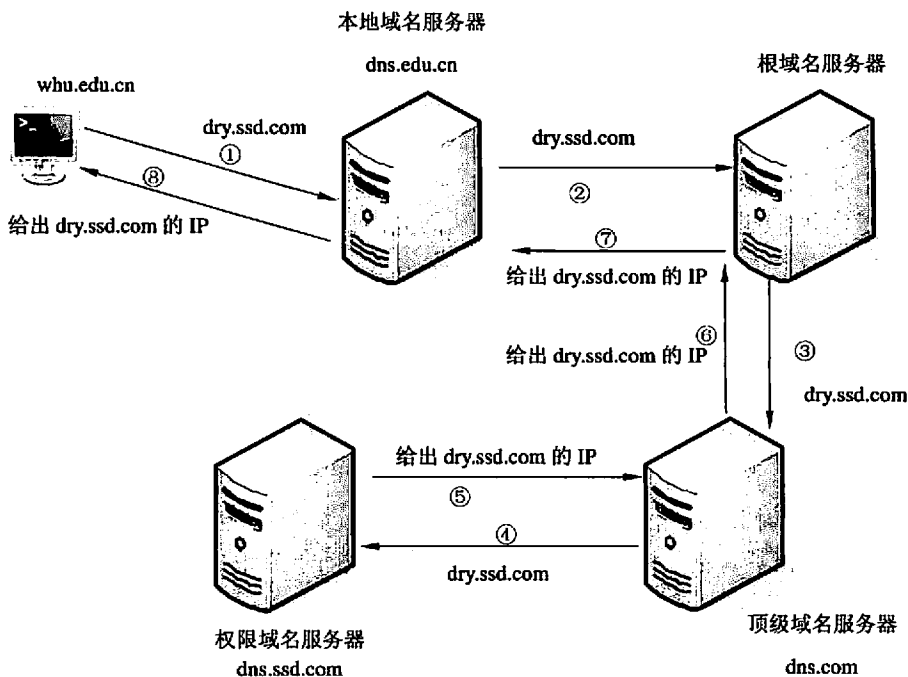 本地域名服务器
dns.edu.cn
根域名服务器
whu.edu.cn
>_
dry.ssd.com
①
dry.ssd.com
②
⑧
给出 dry.ssd.com 的 IP
⑦
给出 dry.ssd.com 的 IP
⑥
给出 dry.ssd.com 的 IP
③
dry.ssd.com
给出 dry.ssd.com 的 IP
⑤
④
dry.ssd.com
权限域名服务器
dns.ssd.com
顶级域名服务器
dns.com